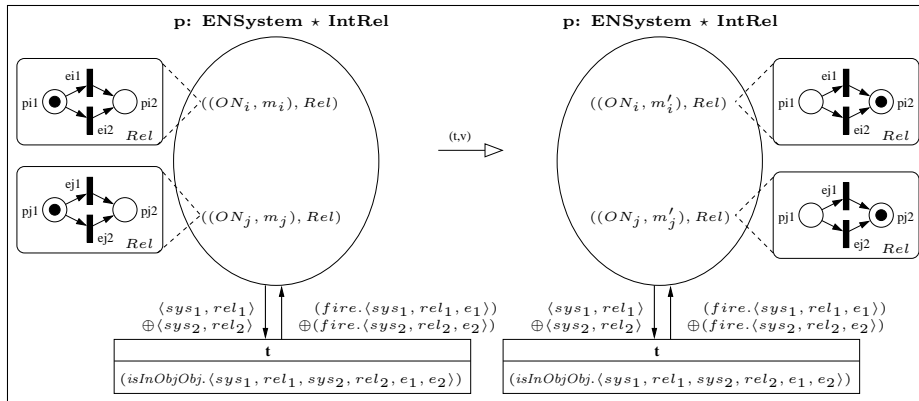 p: ENSystem ⋆ IntRel
p: ENSystem ⋆ IntRel
ei1
pi1
pi2
ei2
Rel
((ON_i, m_i), Rel)
ej1
pj1
pj2
ej2
Rel
((ON_j, m_j), Rel)
(t,v)
((ON_i, m'_i), Rel)
ei1
pi1
pi2
ei2
Rel
((ON_j, m'_j), Rel)
ej1
pj1
pj2
ej2
Rel
⟨sys_1, rel_1⟩
⊕⟨sys_2, rel_2⟩
(fire.⟨sys_1, rel_1, e_1⟩)
⊕(fire.⟨sys_2, rel_2, e_2⟩)
t
(isInObjObj.⟨sys_1, rel_1, sys_2, rel_2, e_1, e_2⟩)
⟨sys_1, rel_1⟩
⊕⟨sys_2, rel_2⟩
(fire.⟨sys_1, rel_1, e_1⟩)
⊕(fire.⟨sys_2, rel_2, e_2⟩)
t
(isInObjObj.⟨sys_1, rel_1, sys_2, rel_2, e_1, e_2⟩)